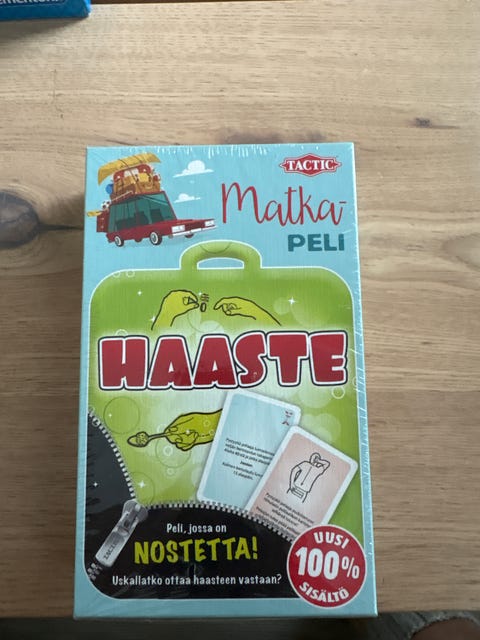 TACTIC
Matka-
PELI
HAASTE
Peli, jossa on
NOSTETTA!
Uskallatko ottaa haasteen vastaan?
UUSI
100%
SISÄLTÖ